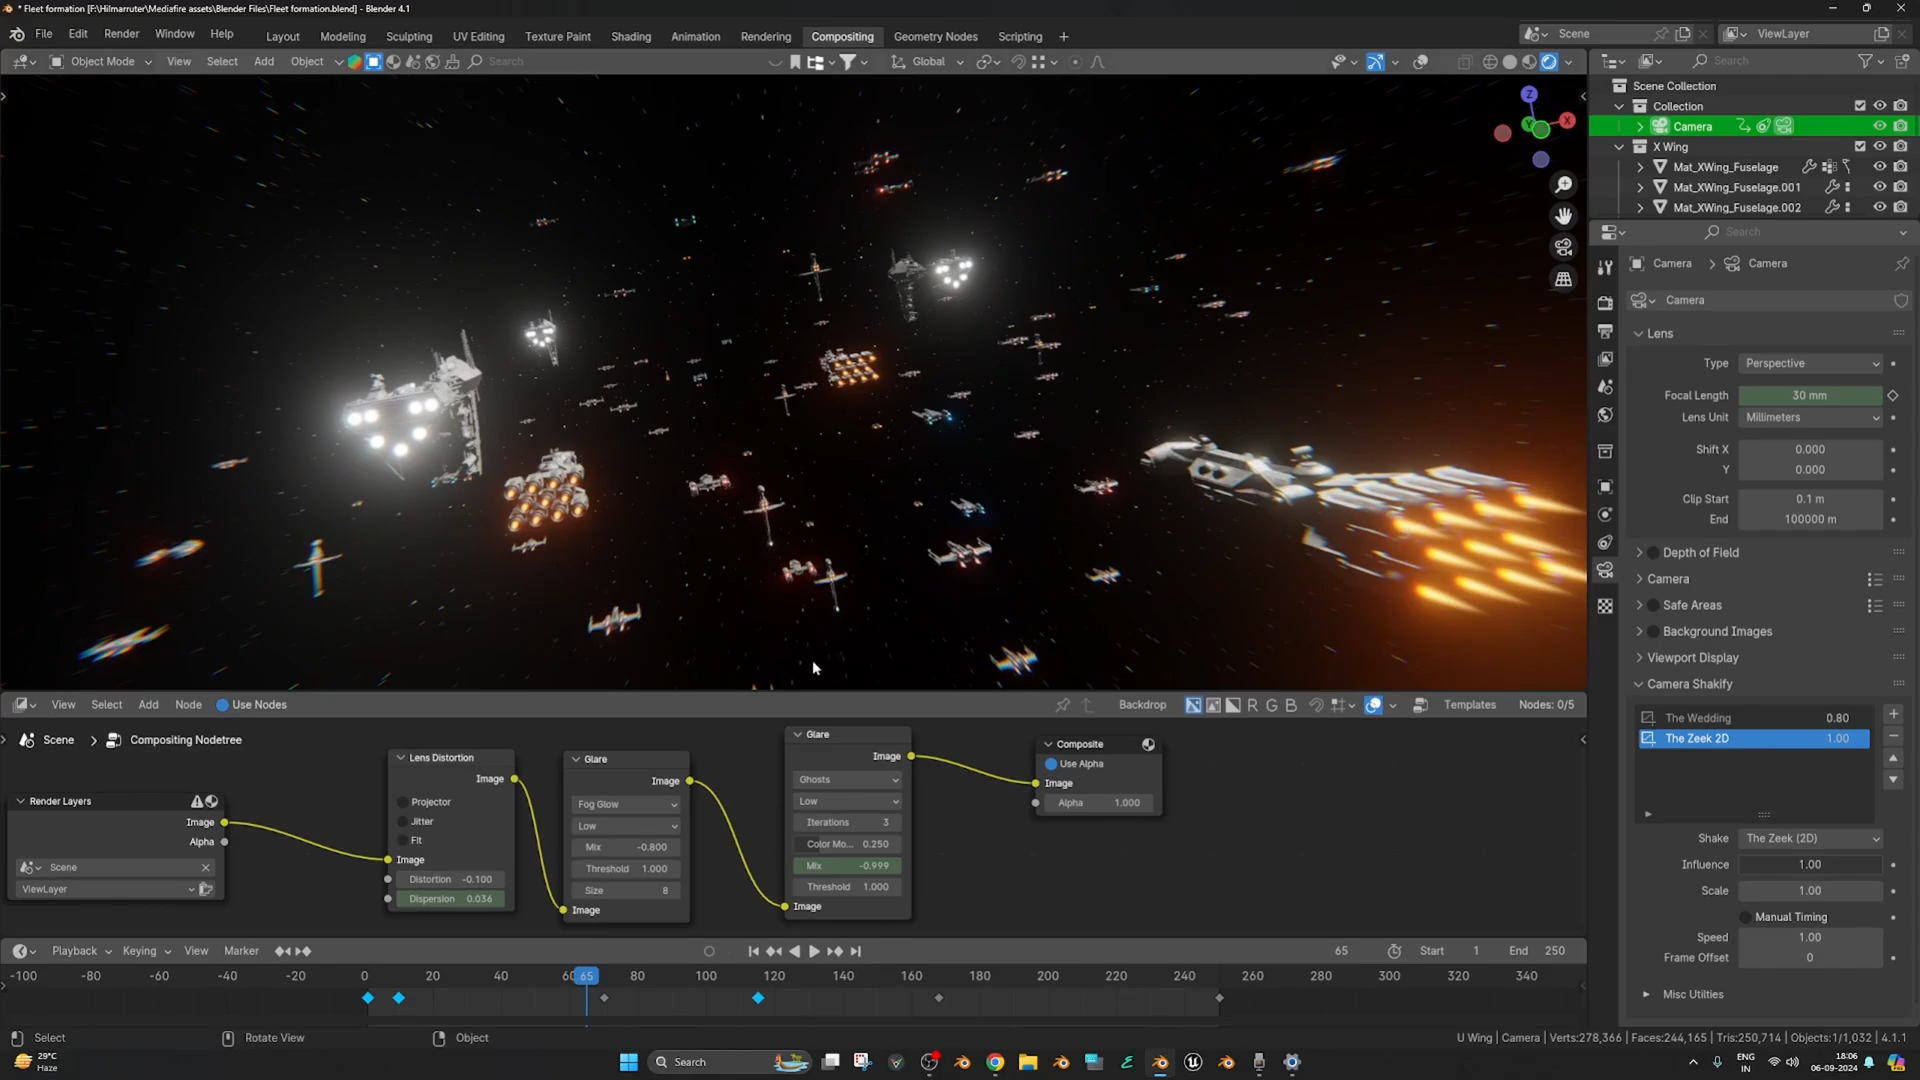 * Fleet formation [F:\Hilmarruter\Mediafire assets\Blender Files\Fleet formation.blend] - Blender 4.1
File Edit Render Window Help Layout Modeling Sculpting UV Editing Texture Paint Shading Animation Rendering Compositing Geometry Nodes Scripting + Scene ViewLayer
Object Mode View Select Add Object Search Global Search
Scene Collection
Collection
Camera
X Wing
Mat_XWing_Fuselage
Mat_XWing_Fuselage.001
Mat_XWing_Fuselage.002
Z
X
Y
Search
Camera > Camera
Camera
Lens
Type Perspective
Focal Length 30 mm
Lens Unit Millimeters
Shift X 0.000
Y 0.000
Clip Start 0.1 m
End 100000 m
Depth of Field
Camera
Safe Areas
Background Images
Viewport Display
Camera Shakify
The Wedding 0.80
The Zeek 2D 1.00
Shake The Zeek (2D)
Influence 1.00
Scale 1.00
Manual Timing
Speed 1.00
Frame Offset 0
Misc Utilties
View Select Add Node Use Nodes Backdrop R G B Templates Nodes: 0/5
Scene > Compositing Nodetree
Render Layers
Image
Alpha
Scene
ViewLayer
Lens Distortion
Image
Projector
Jitter
Fit
Image
Distortion -0.100
Dispersion 0.036
Glare
Image
Fog Glow
Low
Mix -0.800
Threshold 1.000
Size 8
Image
Glare
Image
Ghosts
Low
Iterations 3
Color Mo... 0.250
Mix -0.999
Threshold 1.000
Image
Composite
Use Alpha
Image
Alpha 1.000
Playback Keying View Marker 65 Start 1 End 250
-100 -80 -60 -40 -20 0 20 40 60 65 80 100 120 140 160 180 200 220 240 260 280 300 320 340
Select Rotate View Object U Wing | Camera | Verts:278,366 | Faces:244,165 | Tris:250,714 | Objects:1/1,032 | 4.1.1
29°C
Haze
Search
ENG
IN
18:06
06-09-2024